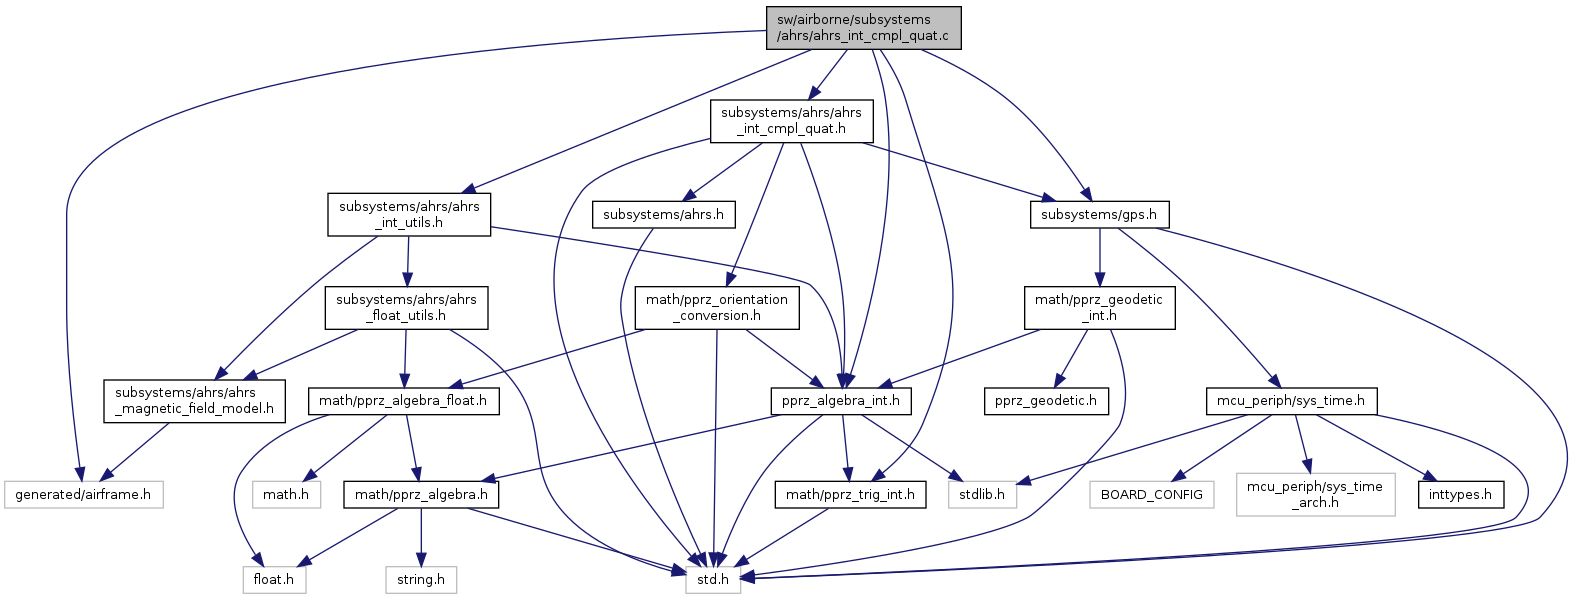 sw/airborne/subsystems
/ahrs/ahrs_int_cmpl_quat.c
subsystems/ahrs/ahrs
_int_cmpl_quat.h
subsystems/ahrs/ahrs
_int_utils.h
subsystems/ahrs.h
subsystems/gps.h
subsystems/ahrs/ahrs
_float_utils.h
math/pprz_orientation
_conversion.h
math/pprz_geodetic
_int.h
subsystems/ahrs/ahrs
_magnetic_field_model.h
math/pprz_algebra_float.h
pprz_algebra_int.h
pprz_geodetic.h
mcu_periph/sys_time.h
generated/airframe.h
math.h
math/pprz_algebra.h
math/pprz_trig_int.h
stdlib.h
BOARD_CONFIG
mcu_periph/sys_time
_arch.h
inttypes.h
float.h
string.h
std.h